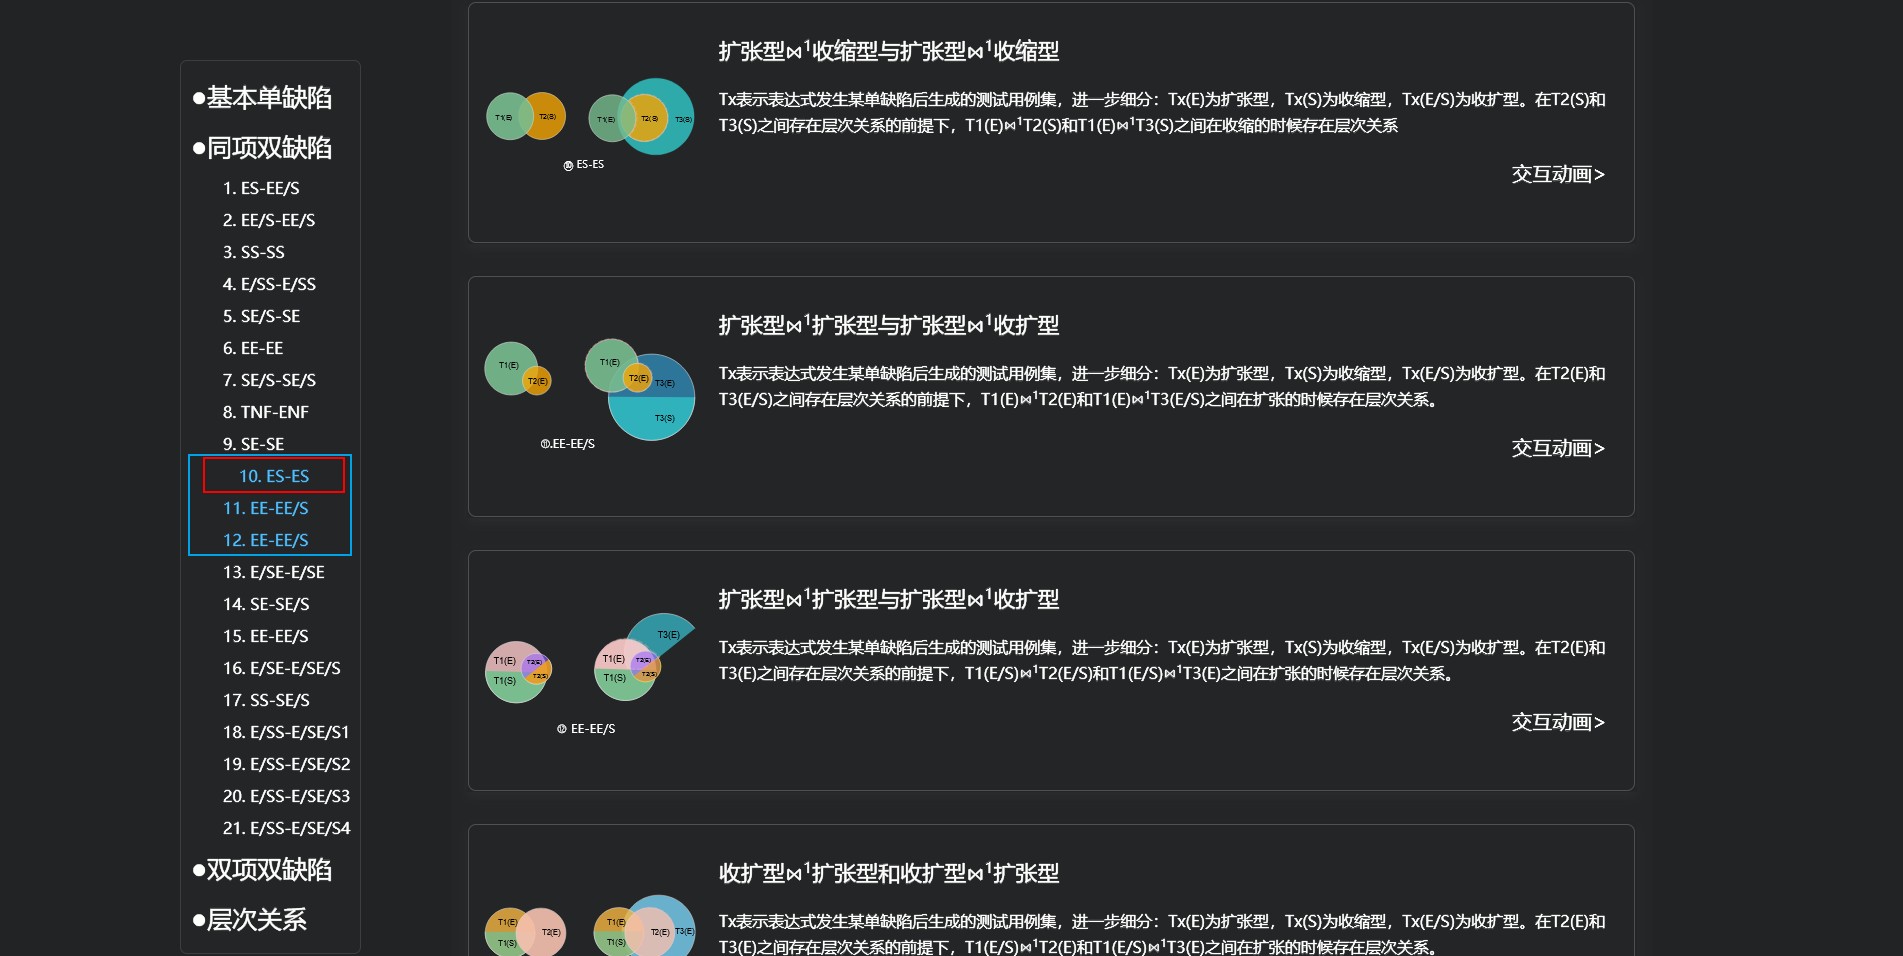 ●基本单缺陷
●同项双缺陷
1. ES-EE/S
2. EE/S-EE/S
3. SS-SS
4. E/SS-E/SS
5. SE/S-SE
6. EE-EE
7. SE/S-SE/S
8. TNF-ENF
9. SE-SE
10. ES-ES
11. EE-EE/S
12. EE-EE/S
13. E/SE-E/SE
14. SE-SE/S
15. EE-EE/S
16. E/SE-E/SE/S
17. SS-SE/S
18. E/SS-E/SE/S1
19. E/SS-E/SE/S2
20. E/SS-E/SE/S3
21. E/SS-E/SE/S4
●双项双缺陷
●层次关系
扩张型⋈¹收缩型与扩张型⋈¹收缩型
T1(E) T2(S) T1(E) T2(S) T3(S)
⑩ ES-ES
Tx表示表达式发生某单缺陷后生成的测试用例集，进一步细分：Tx(E)为扩张型，Tx(S)为收缩型，Tx(E/S)为收扩型。在T2(S)和
T3(S)之间存在层次关系的前提下，T1(E)⋈¹T2(S)和T1(E)⋈¹T3(S)之间在收缩的时候存在层次关系
交互动画>
扩张型⋈¹扩张型与扩张型⋈¹收扩型
T1(E) T2(E) T1(E) T2(E) T3(E)
T3(S)
⑪.EE-EE/S
Tx表示表达式发生某单缺陷后生成的测试用例集，进一步细分：Tx(E)为扩张型，Tx(S)为收缩型，Tx(E/S)为收扩型。在T2(E)和
T3(E/S)之间存在层次关系的前提下，T1(E)⋈¹T2(E)和T1(E)⋈¹T3(E/S)之间在扩张的时候存在层次关系。
交互动画>
扩张型⋈¹扩张型与扩张型⋈¹收扩型
T3(E)
T1(E) T2(E) T1(E) T2(E)
T1(S) T2(S) T1(S) T2(S)
⑫ EE-EE/S
Tx表示表达式发生某单缺陷后生成的测试用例集，进一步细分：Tx(E)为扩张型，Tx(S)为收缩型，Tx(E/S)为收扩型。在T2(E)和
T3(E)之间存在层次关系的前提下，T1(E/S)⋈¹T2(E/S)和T1(E/S)⋈¹T3(E)之间在扩张的时候存在层次关系。
交互动画>
收扩型⋈¹扩张型和收扩型⋈¹扩张型
T1(E) T2(E) T1(E) T2(E) T3(E)
T1(S) T1(S)
Tx表示表达式发生某单缺陷后生成的测试用例集，进一步细分：Tx(E)为扩张型，Tx(S)为收缩型，Tx(E/S)为收扩型。在T2(E)和
T3(E)之间存在层次关系的前提下，T1(E/S)⋈¹T2(E)和T1(E/S)⋈¹T3(E)之间在扩张的时候存在层次关系。